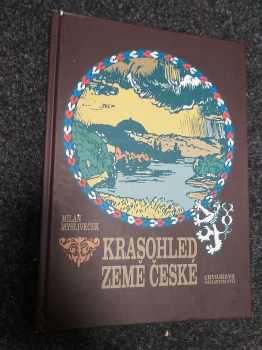 MILAN
MYSLIVEČEK
KRASOHLED
ZEMĚ ČESKÉ